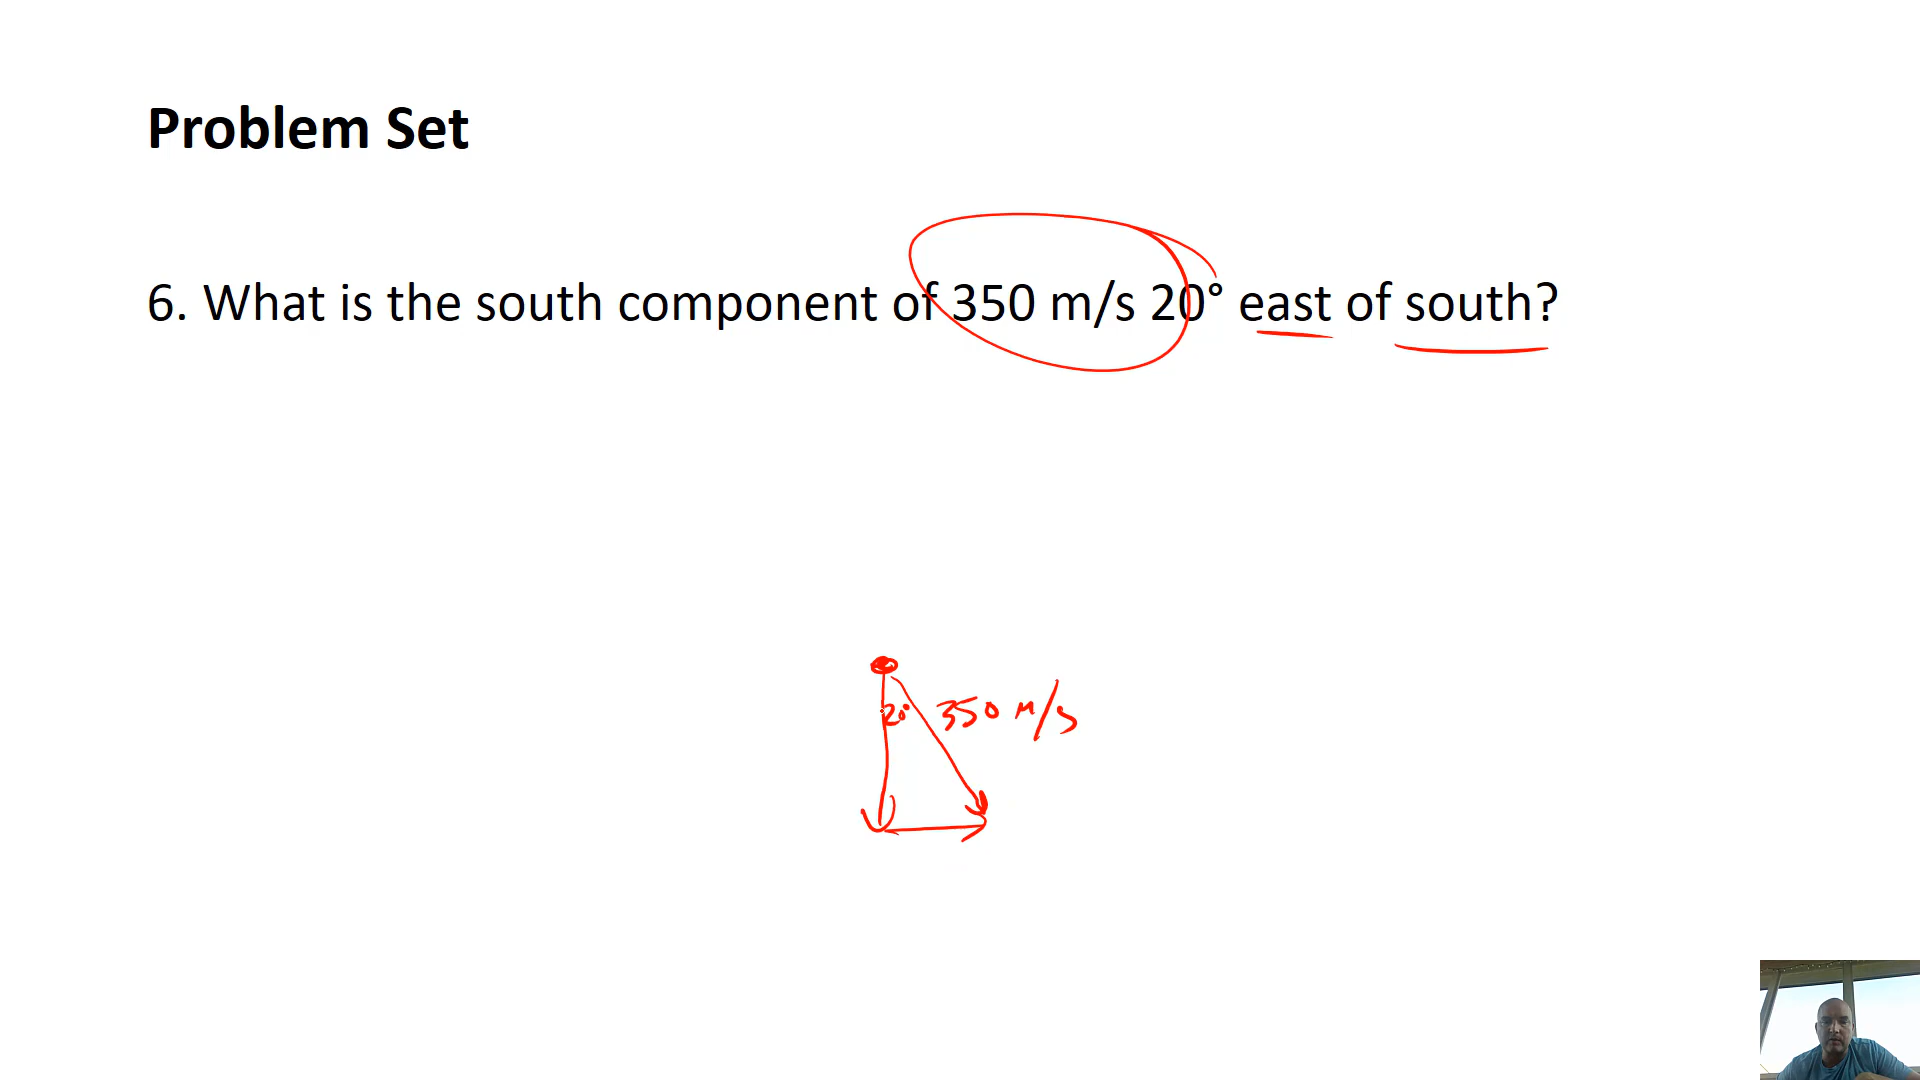 Problem Set
6. What is the south component of 350 m/s 20° east of south?
20° 350 m/s